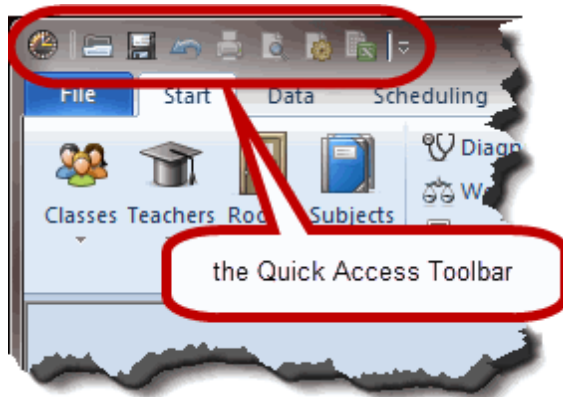 File Start Data Scheduling
Classes Teachers Subjects
the Quick Access Toolbar